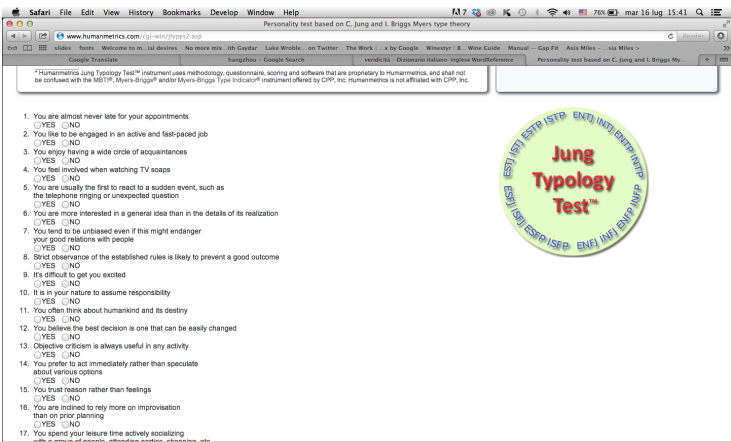 Safari File Edit View History Bookmarks Develop Window Help
7 76% mar 16 lug 15:41
Personality test based on C. Jung and I. Briggs Myers type theory
www.humanmetrics.com/cgi-win/jtypes2.asp
Reader
slides fonts Welcome to m...ial desires No more mix...ith Gaydar Luke Wroble...on Twitter The Work | ...x by Google Winestyr | B...Wine Guide Manual — Gap Fit Asia Miles – ...sia Miles >
Google Translate hangzhou - Google Search veridicità - Dizionario italiano-inglese WordReference Personality test based on C. Jung and I. Briggs My...
* Humanmetrics Jung Typology Test™ instrument uses methodology, questionnaire, scoring and software that are proprietary to Humanmetrics, and shall not
be confused with the MBTI®, Myers-Briggs® and/or Myers-Briggs Type Indicator® instrument offered by CPP, Inc. Humanmetrics is not affiliated with CPP, Inc.
1. You are almost never late for your appointments
YES NO
2. You like to be engaged in an active and fast-paced job
YES NO
3. You enjoy having a wide circle of acquaintances
YES NO
4. You feel involved when watching TV soaps
YES NO
5. You are usually the first to react to a sudden event, such as
the telephone ringing or unexpected question
YES NO
6. You are more interested in a general idea than in the details of its realization
YES NO
7. You tend to be unbiased even if this might endanger
your good relations with people
YES NO
8. Strict observance of the established rules is likely to prevent a good outcome
YES NO
9. It's difficult to get you excited
YES NO
10. It is in your nature to assume responsibility
YES NO
11. You often think about humankind and its destiny
YES NO
12. You believe the best decision is one that can be easily changed
YES NO
13. Objective criticism is always useful in any activity
YES NO
14. You prefer to act immediately rather than speculate
about various options
YES NO
15. You trust reason rather than feelings
YES NO
16. You are inclined to rely more on improvisation
than on prior planning
YES NO
17. You spend your leisure time actively socializing
with a group of people, attending parties, shopping, etc.
ESTJ ISTJ ESTP ISTP ENTJ INTJ ENTP INTP
Jung
Typology
Test™
ESFJ ISFJ ESFP ISFP ENFJ INFJ ENFP INFP